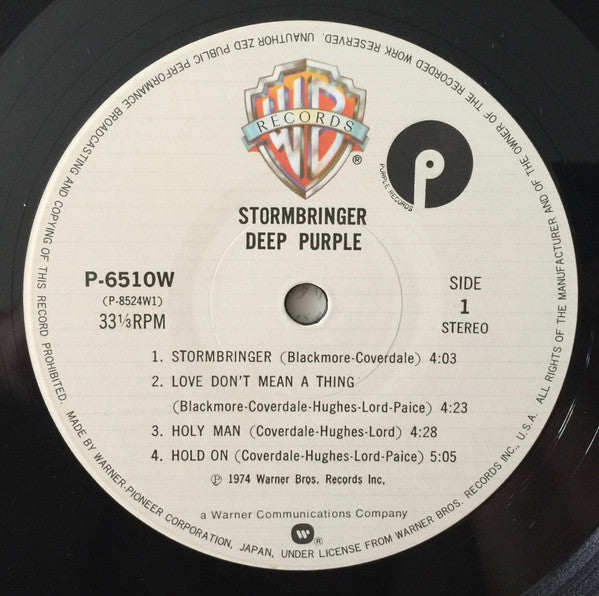 ALL RIGHTS OF THE MANUFACTURER AND OF THE OWNER OF THE RECORDED WORK RESERVED. UNAUTHORIZED PUBLIC PERFORMANCE BROADCASTING AND COPYING OF THIS RECORD PROHIBITED.
WB
RECORDS
®
P
PURPLE RECORDS
STORMBRINGER
DEEP PURPLE
P-6510W
(P-8524W1)
33⅓RPM
SIDE
1
STEREO
1. STORMBRINGER (Blackmore-Coverdale) 4:03
2. LOVE DON'T MEAN A THING
(Blackmore-Coverdale-Hughes-Lord-Paice) 4:23
3. HOLY MAN (Coverdale-Hughes-Lord) 4:28
4. HOLD ON (Coverdale-Hughes-Lord-Paice) 5:05
℗ 1974 Warner Bros. Records Inc.
a Warner Communications Company
®
MADE BY WARNER-PIONEER CORPORATION, JAPAN, UNDER LICENSE FROM WARNER BROS. RECORDS INC., U.S.A.